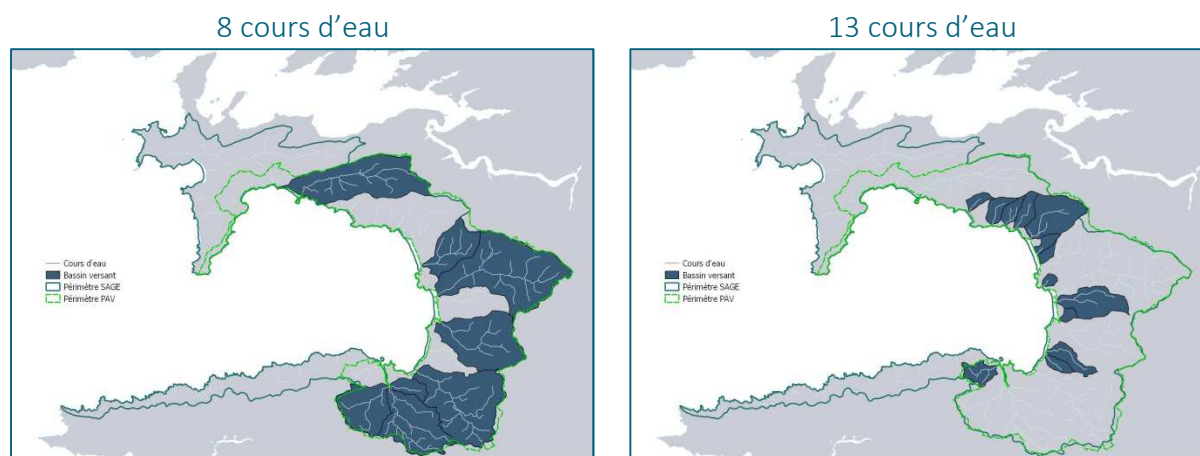 8 cours d’eau
13 cours d’eau
Cours d'eau
Bassin versant
Périmètre SAGE
Périmètre PAV
Cours d'eau
Bassin versant
Périmètre SAGE
Périmètre PAV